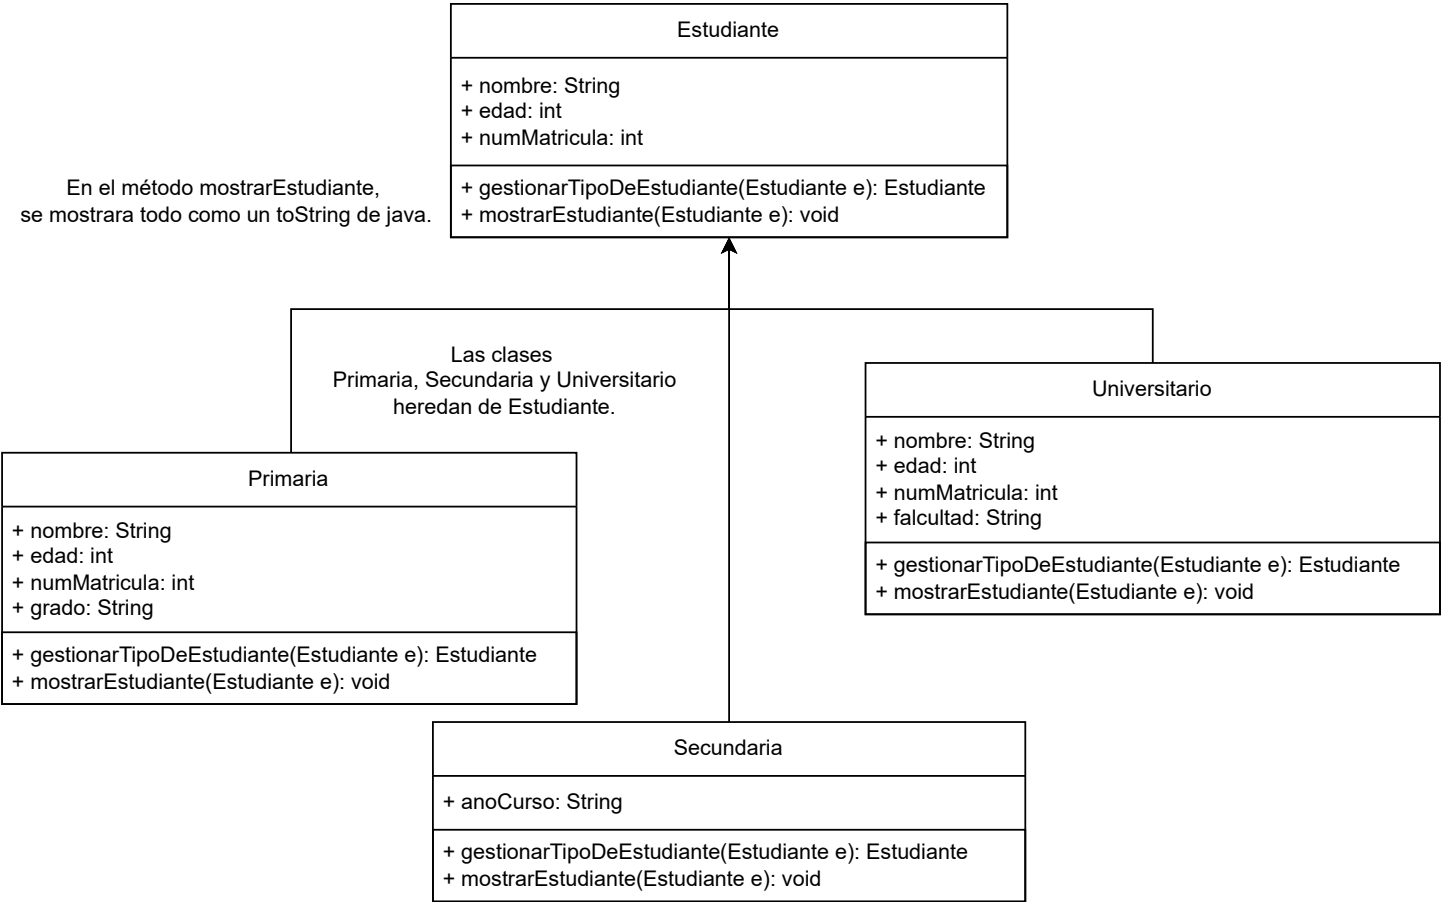 Estudiante
+ nombre: String
+ edad: int
+ numMatricula: int
+ gestionarTipoDeEstudiante(Estudiante e): Estudiante
+ mostrarEstudiante(Estudiante e): void
En el método mostrarEstudiante,
se mostrara todo como un toString de java.
Las clases
Primaria, Secundaria y Universitario
heredan de Estudiante.
Universitario
+ nombre: String
+ edad: int
+ numMatricula: int
+ falcultad: String
+ gestionarTipoDeEstudiante(Estudiante e): Estudiante
+ mostrarEstudiante(Estudiante e): void
Primaria
+ nombre: String
+ edad: int
+ numMatricula: int
+ grado: String
+ gestionarTipoDeEstudiante(Estudiante e): Estudiante
+ mostrarEstudiante(Estudiante e): void
Secundaria
+ anoCurso: String
+ gestionarTipoDeEstudiante(Estudiante e): Estudiante
+ mostrarEstudiante(Estudiante e): void